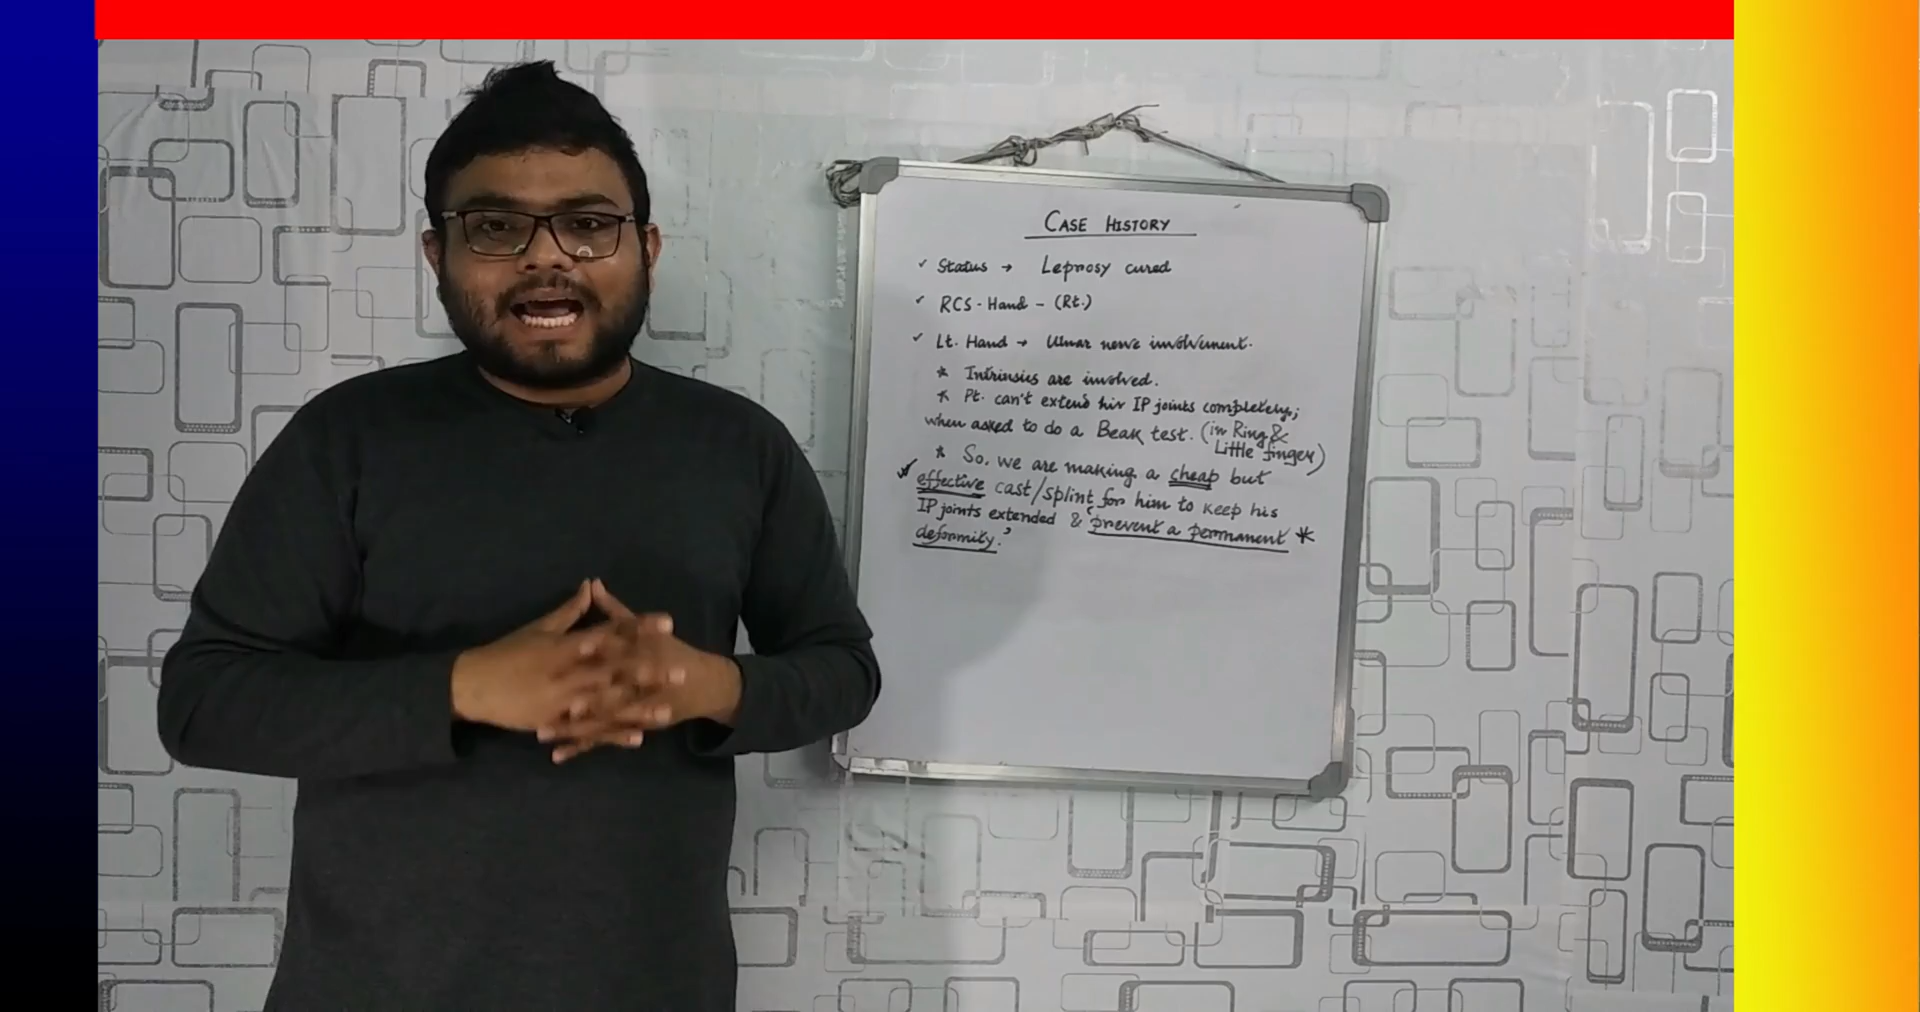 CASE HISTORY
✓ Status → Leprosy cured
✓ RCS - Hand - (Rt.)
✓ Lt. Hand → Ulnar nerve involvement.
* Intrinsics are involved.
* Pt. can't extend his IP joints completely;
when asked to do a Beak test. (in Ring &
Little finger)
* So, we are making a cheap but
effective cast/splint for him to keep his
IP joints extended & 'prevent a permanent *
deformity.'